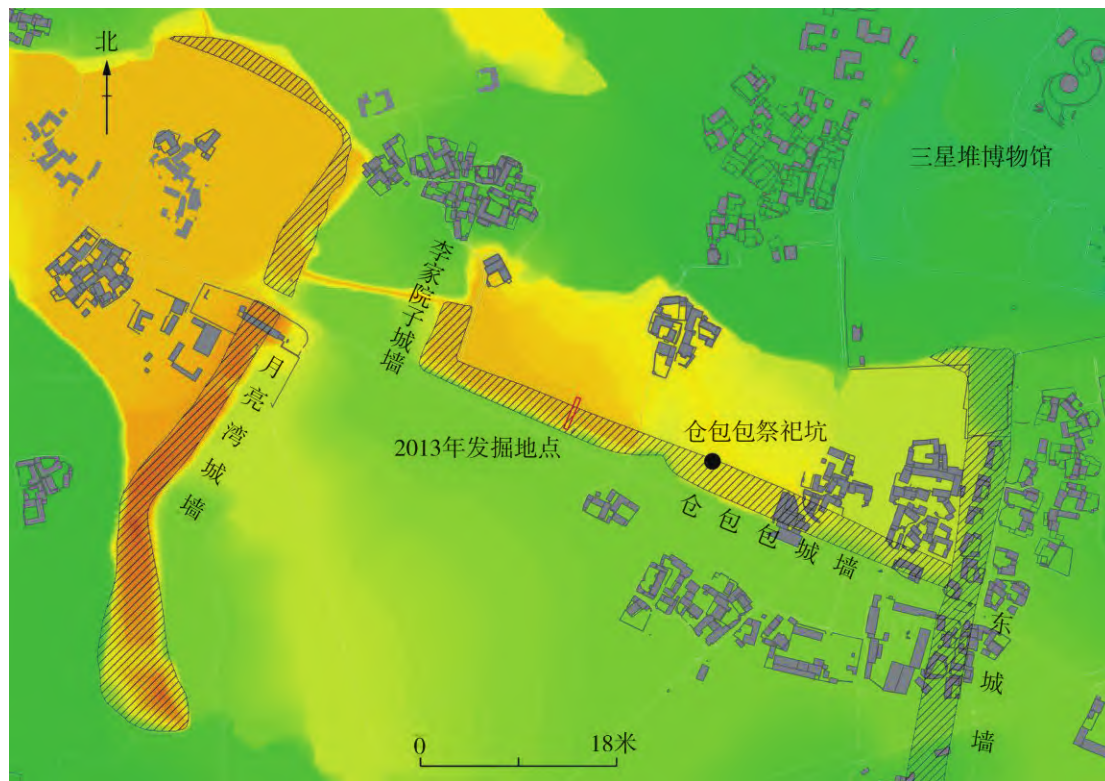 北
三星堆博物馆
李家院子城墙
月亮湾城墙
2013年发掘地点
仓包包祭祀坑
仓包包城墙
东城墙
0 18米